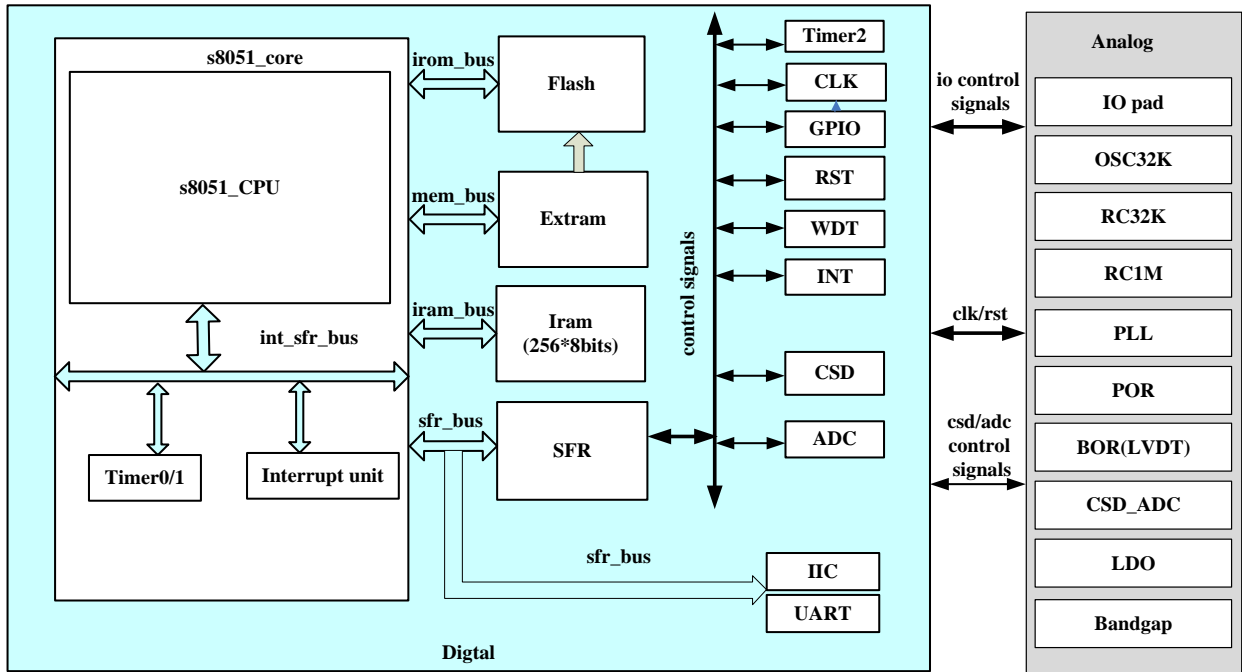 s8051_core
s8051_CPU
int_sfr_bus
Timer0/1
Interrupt unit
irom_bus
mem_bus
iram_bus
sfr_bus
Flash
Extram
Iram
(256*8bits)
SFR
control signals
Timer2
CLK
GPIO
RST
WDT
INT
CSD
ADC
sfr_bus
IIC
UART
Digtal
io control
signals
clk/rst
csd/adc
control
signals
Analog
IO pad
OSC32K
RC32K
RC1M
PLL
POR
BOR(LVDT)
CSD_ADC
LDO
Bandgap